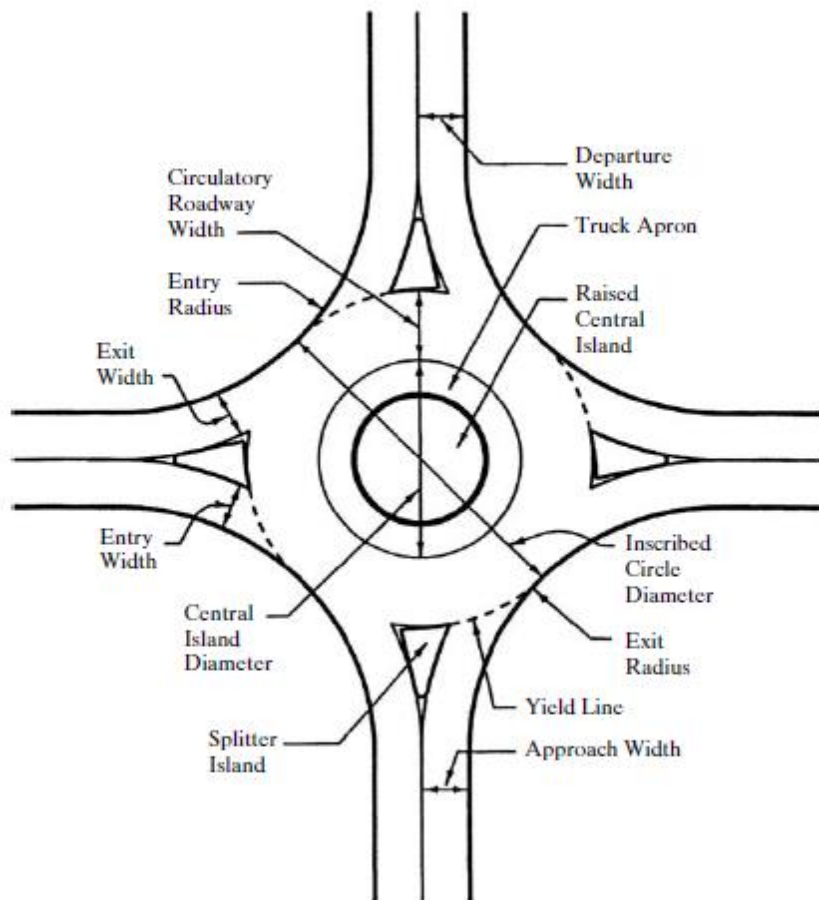 Departure
Width
Circulatory
Roadway
Width
Truck Apron
Entry
Radius
Raised
Central
Island
Exit
Width
Entry
Width
Inscribed
Circle
Diameter
Central
Island
Diameter
Exit
Radius
Yield Line
Splitter
Island
Approach Width